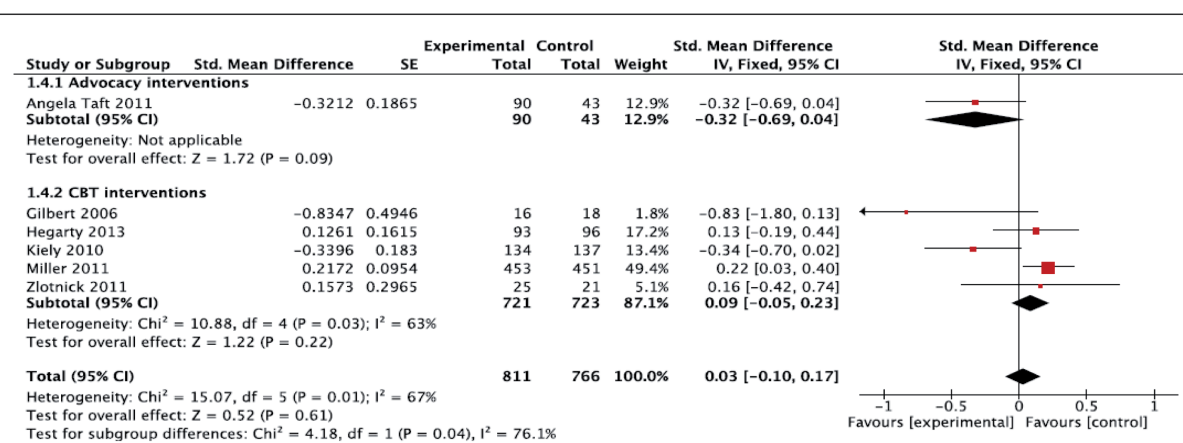 Experimental Control Std. Mean Difference Std. Mean Difference
Study or Subgroup Std. Mean Difference SE Total Total Weight IV, Fixed, 95% CI IV, Fixed, 95% CI
1.4.1 Advocacy interventions
Angela Taft 2011 −0.3212 0.1865 90 43 12.9% −0.32 [−0.69, 0.04]
Subtotal (95% CI) 90 43 12.9% −0.32 [−0.69, 0.04]
Heterogeneity: Not applicable
Test for overall effect: Z = 1.72 (P = 0.09)
1.4.2 CBT interventions
Gilbert 2006 −0.8347 0.4946 16 18 1.8% −0.83 [−1.80, 0.13]
Hegarty 2013 0.1261 0.1615 93 96 17.2% 0.13 [−0.19, 0.44]
Kiely 2010 −0.3396 0.183 134 137 13.4% −0.34 [−0.70, 0.02]
Miller 2011 0.2172 0.0954 453 451 49.4% 0.22 [0.03, 0.40]
Zlotnick 2011 0.1573 0.2965 25 21 5.1% 0.16 [−0.42, 0.74]
Subtotal (95% CI) 721 723 87.1% 0.09 [−0.05, 0.23]
Heterogeneity: Chi² = 10.88, df = 4 (P = 0.03); I² = 63%
Test for overall effect: Z = 1.22 (P = 0.22)
Total (95% CI) 811 766 100.0% 0.03 [−0.10, 0.17]
Heterogeneity: Chi² = 15.07, df = 5 (P = 0.01); I² = 67%
Test for overall effect: Z = 0.52 (P = 0.61)
Test for subgroup differences: Chi² = 4.18, df = 1 (P = 0.04), I² = 76.1%
−1 −0.5 0 0.5 1
Favours [experimental] Favours [control]